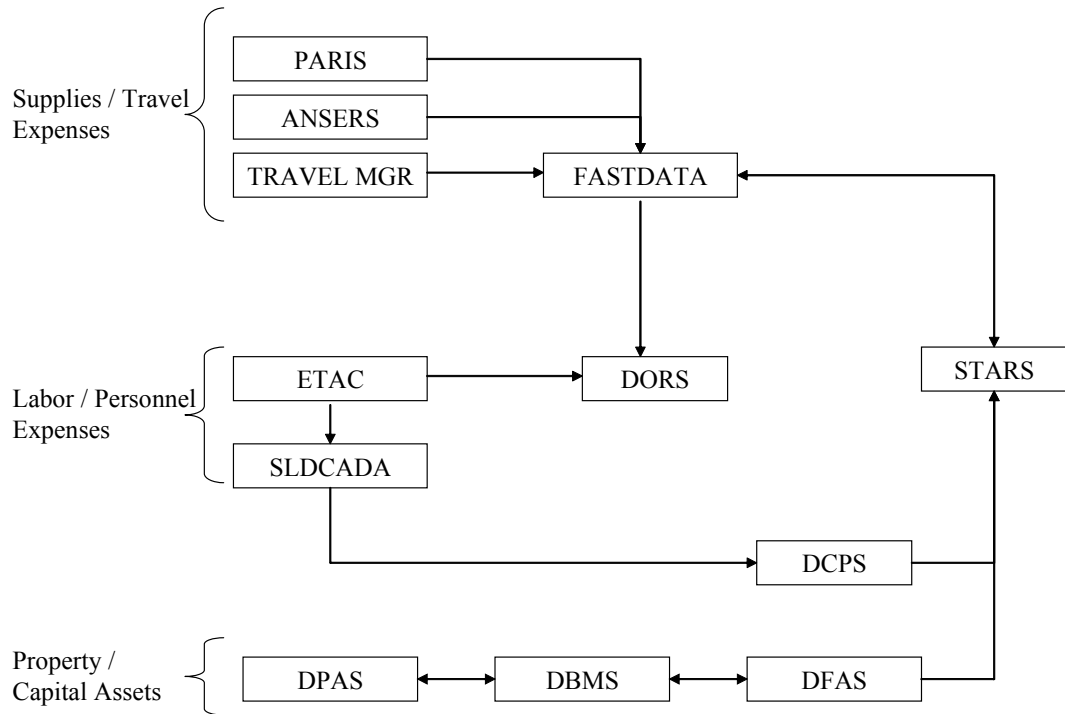 PARIS
Supplies / Travel
Expenses
ANSERS
TRAVEL MGR
FASTDATA
Labor / Personnel
Expenses
ETAC
DORS
STARS
SLDCADA
DCPS
Property /
Capital Assets
DPAS
DBMS
DFAS